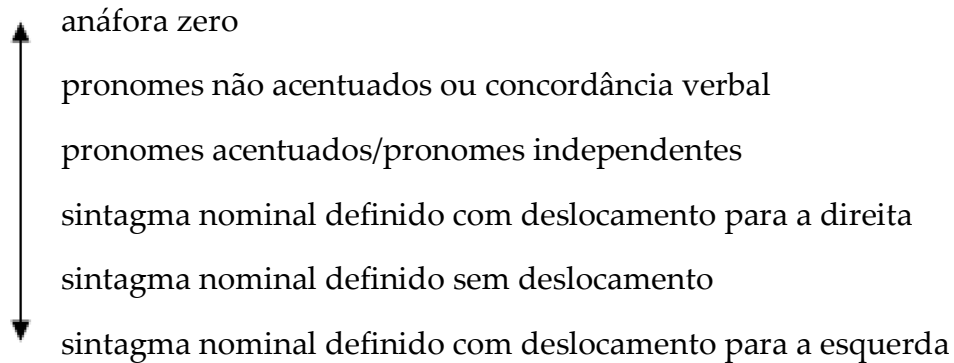 anáfora zero
pronomes não acentuados ou concordância verbal
pronomes acentuados/pronomes independentes
sintagma nominal definido com deslocamento para a direita
sintagma nominal definido sem deslocamento
sintagma nominal definido com deslocamento para a esquerda